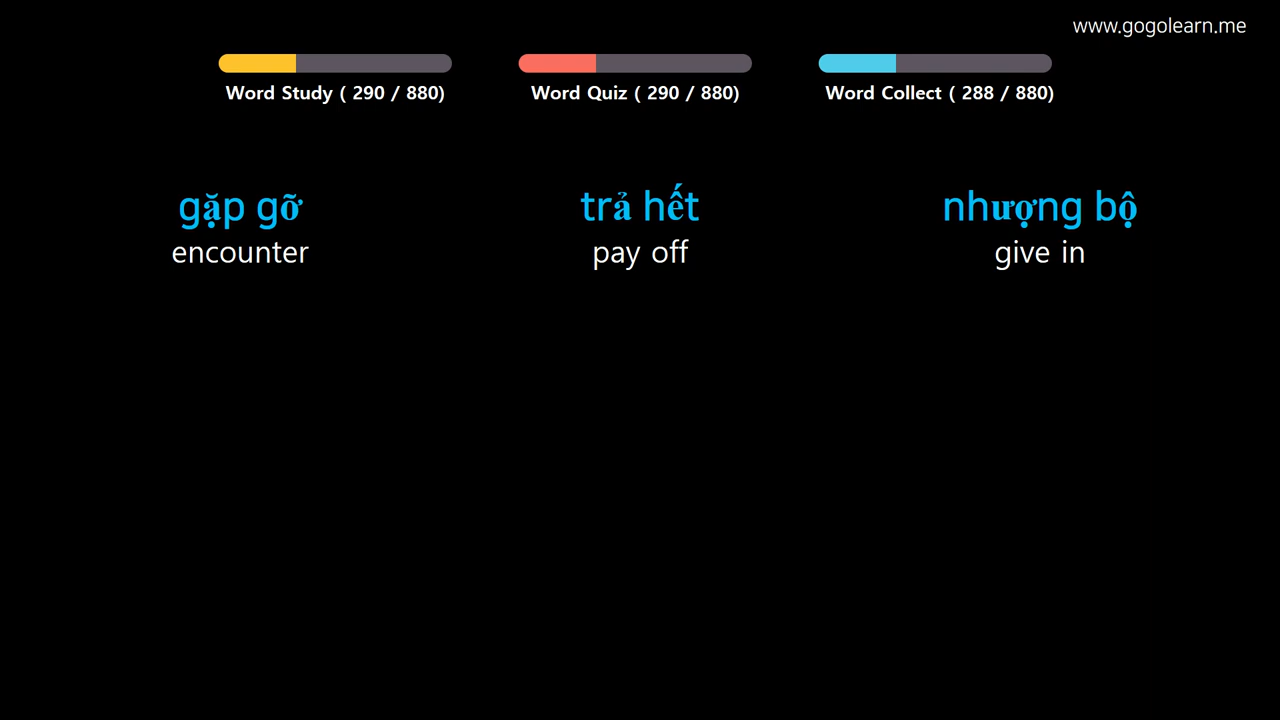 www.gogolearn.me
Word Study ( 290 / 880)
Word Quiz ( 290 / 880)
Word Collect ( 288 / 880)
gặp gỡ
encounter
trả hết
pay off
nhượng bộ
give in